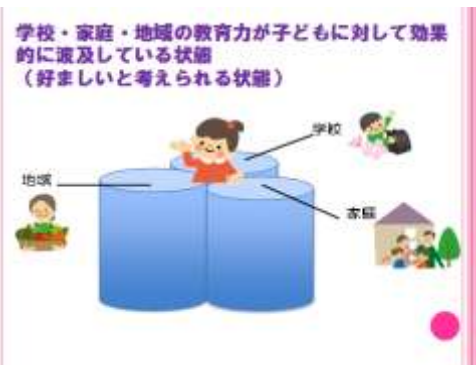 学校・家庭・地域の教育力が子どもに対して効果
的に波及している状態
（好ましいと考えられる状態）
学校
地域
家庭